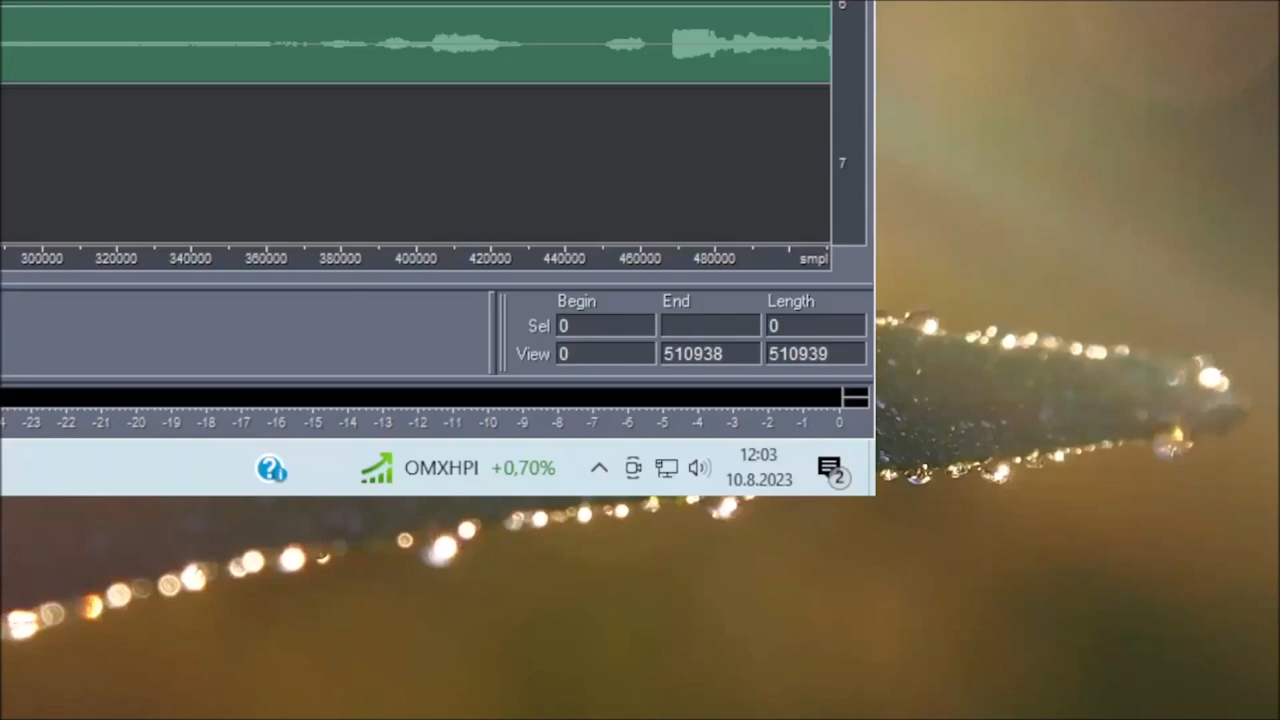 6
7
300000 320000 340000 360000 380000 400000 420000 440000 460000 480000 smpl
Begin End Length
Sel 0 0
View 0 510938 510939
-23 -22 -21 -20 -19 -18 -17 -16 -15 -14 -13 -12 -11 -10 -9 -8 -7 -6 -5 -4 -3 -2 -1 0
? OMXHPI +0,70% 12:03
10.8.2023 2